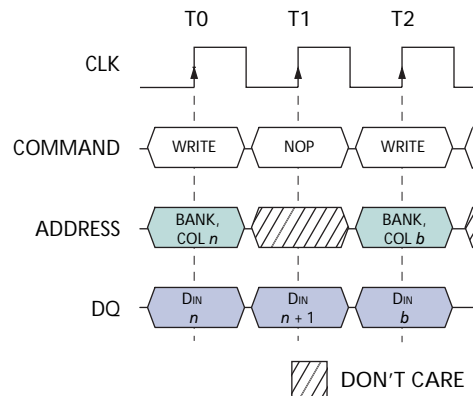 T0 T1 T2
CLK
COMMAND WRITE NOP WRITE
ADDRESS BANK, COL n BANK, COL b
DQ DIN n DIN n + 1 DIN b
DON'T CARE